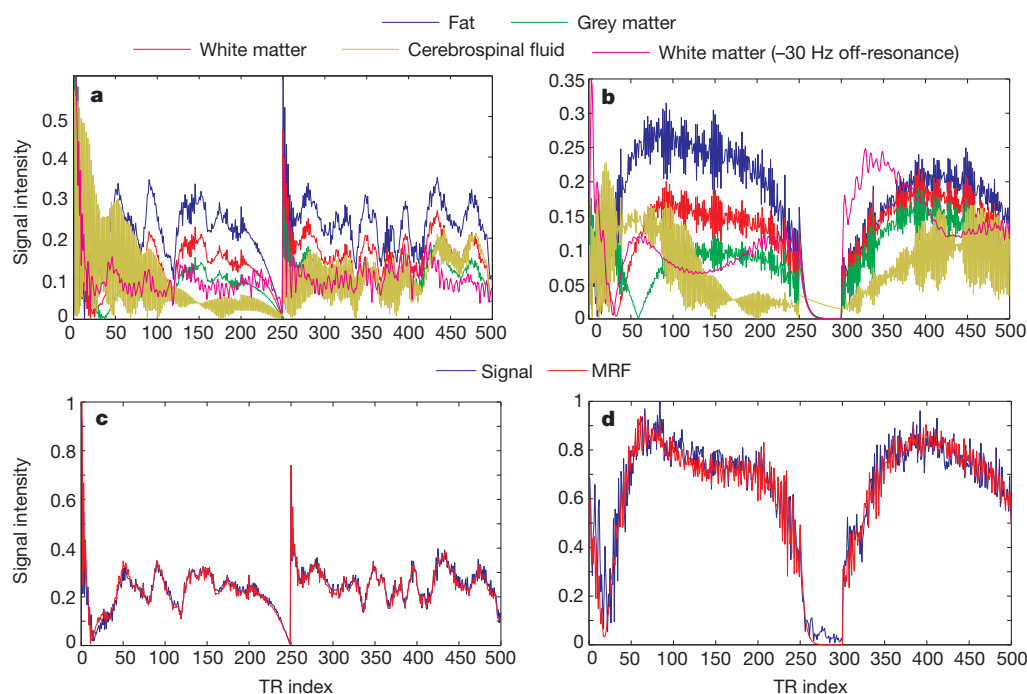 Fat Grey matter
White matter Cerebrospinal fluid White matter (–30 Hz off-resonance)
a
Signal intensity
0.5
0.4
0.3
0.2
0.1
0
0 50 100 150 200 250 300 350 400 450 500
b
0.35
0.3
0.25
0.2
0.15
0.1
0.05
0
0 50 100 150 200 250 300 350 400 450 500
Signal MRF
c
Signal intensity
1
0.8
0.6
0.4
0.2
0
0 50 100 150 200 250 300 350 400 450 500
TR index
d
1
0.8
0.6
0.4
0.2
0
0 50 100 150 200 250 300 350 400 450 500
TR index